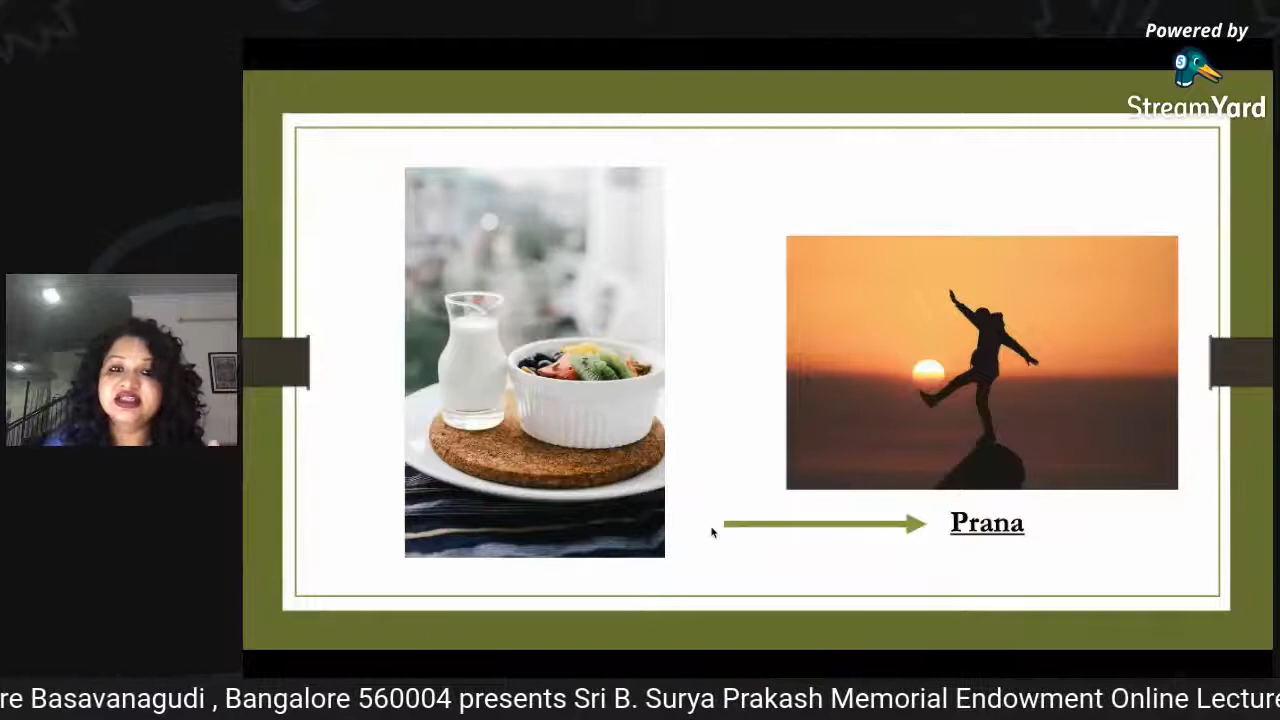 Powered by
StreamYard
Prana
re Basavanagudi , Bangalore 560004 presents Sri B. Surya Prakash Memorial Endowment Online Lecture